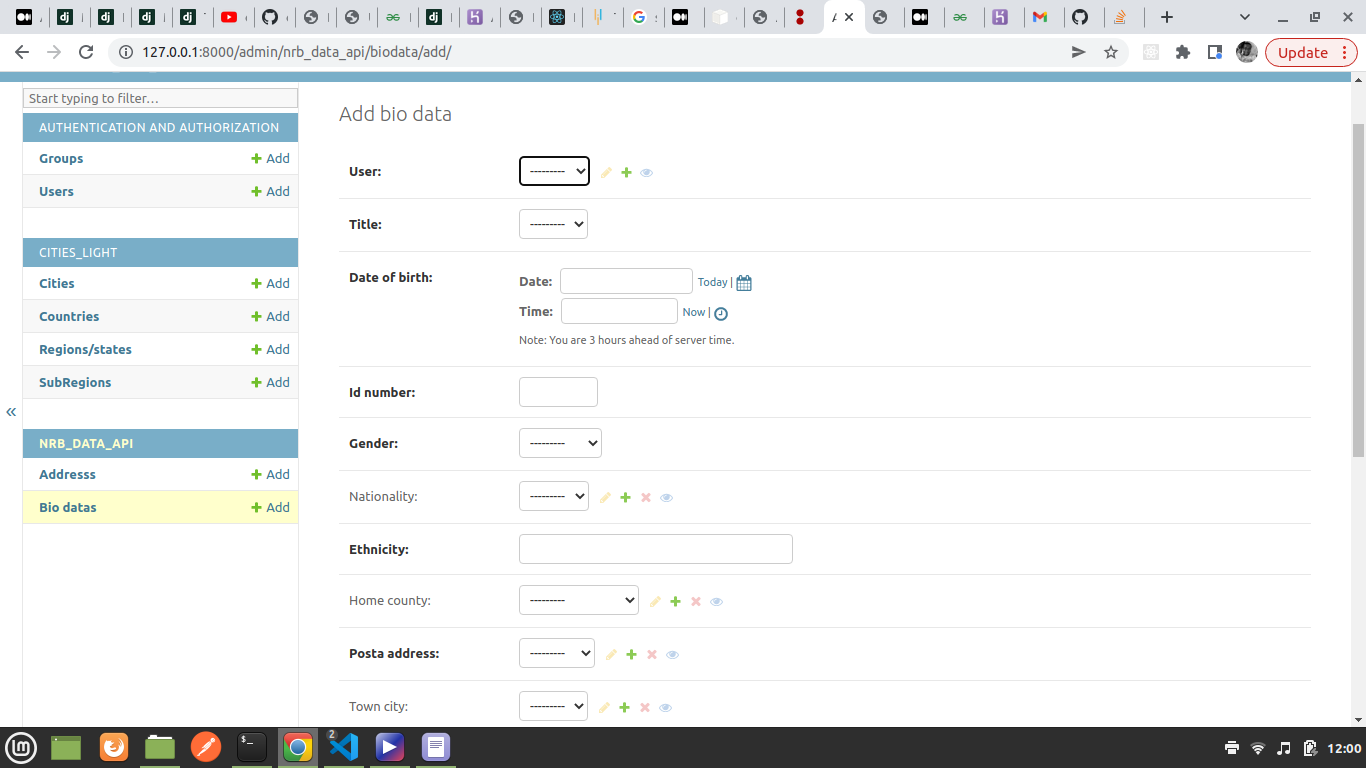 127.0.0.1:8000/admin/nrb_data_api/biodata/add/
Update
Start typing to filter…
AUTHENTICATION AND AUTHORIZATION
Groups Add
Users Add
CITIES_LIGHT
Cities Add
Countries Add
Regions/states Add
SubRegions Add
«
NRB_DATA_API
Addresss Add
Bio datas Add
Add bio data
User: ---------
Title: ---------
Date of birth: Date: Today |
Time: Now |
Note: You are 3 hours ahead of server time.
Id number:
Gender: ---------
Nationality: ---------
Ethnicity:
Home county: ---------
Posta address: ---------
Town city: ---------
2
12:00